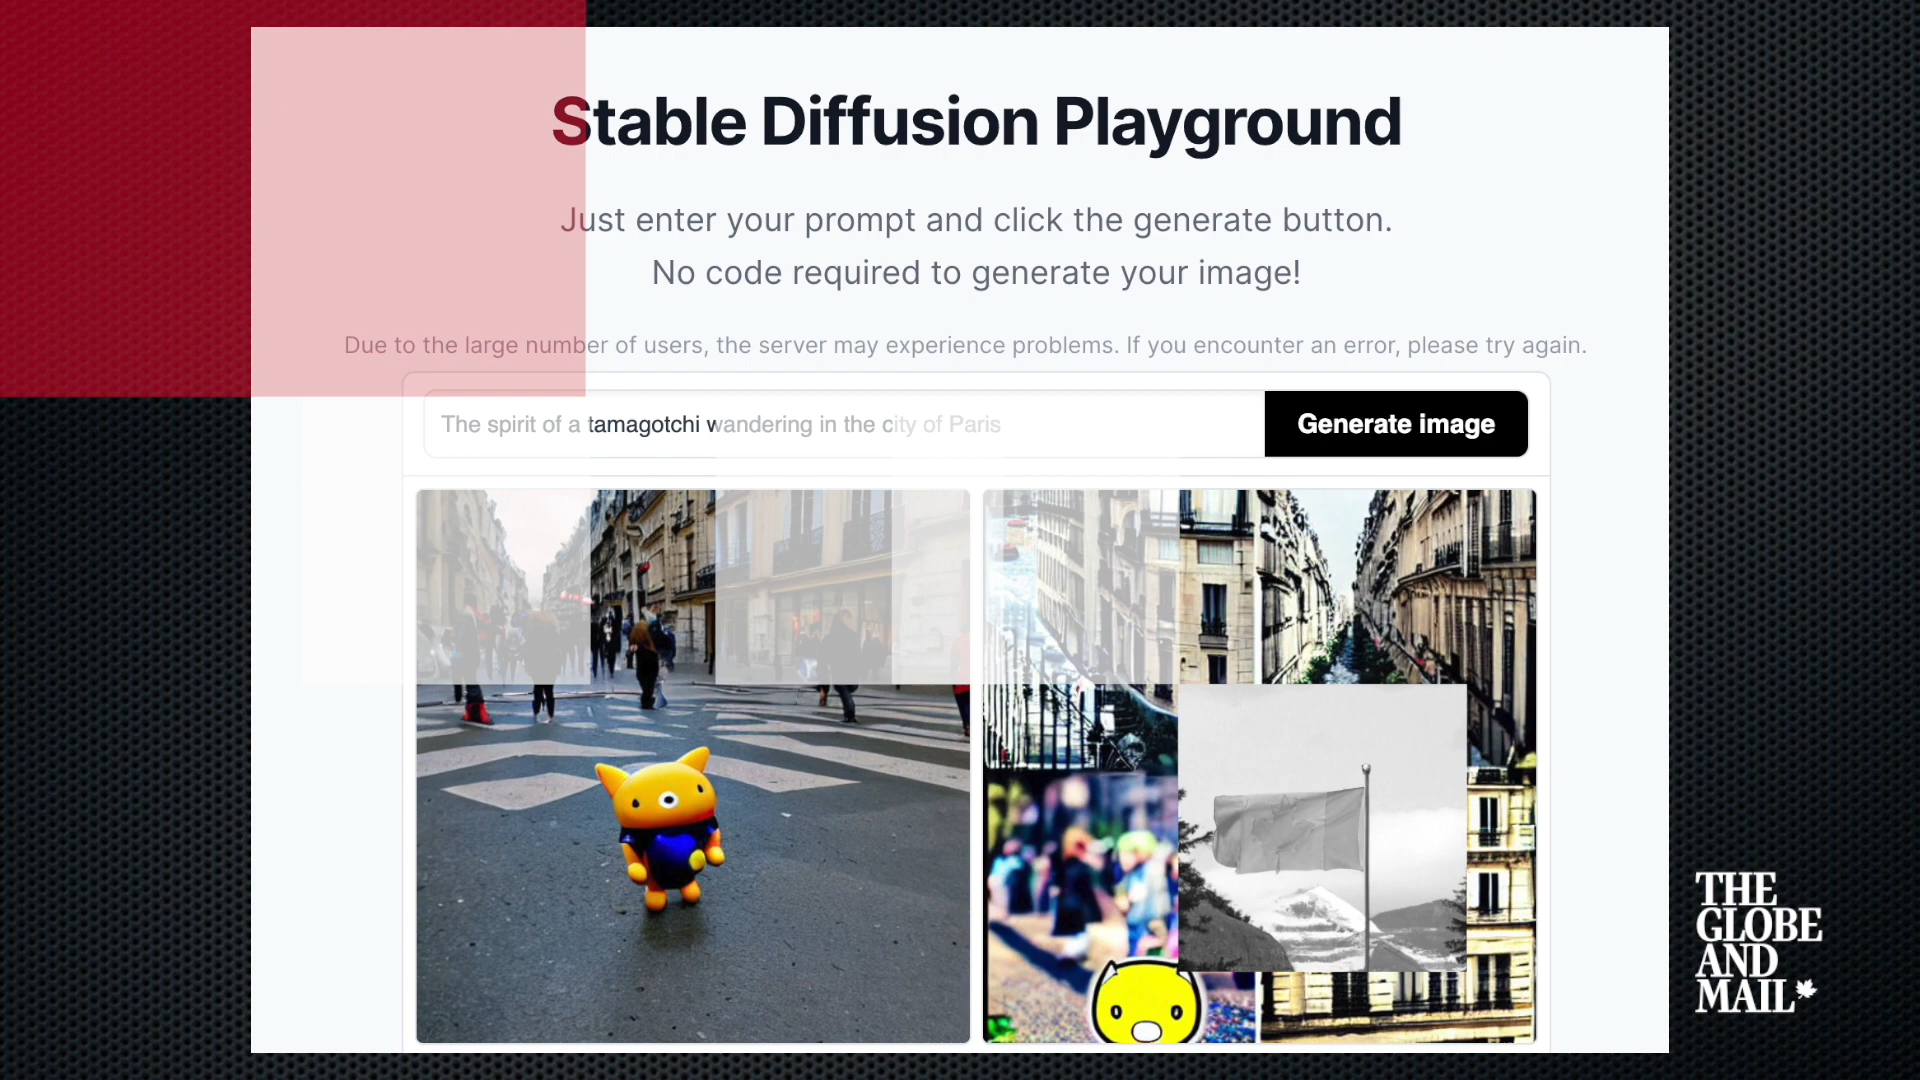 Stable Diffusion Playground
Just enter your prompt and click the generate button.
No code required to generate your image!
Due to the large number of users, the server may experience problems. If you encounter an error, please try again.
The spirit of a tamagotchi wandering in the city of Paris
Generate image
THE
GLOBE
AND
MAIL